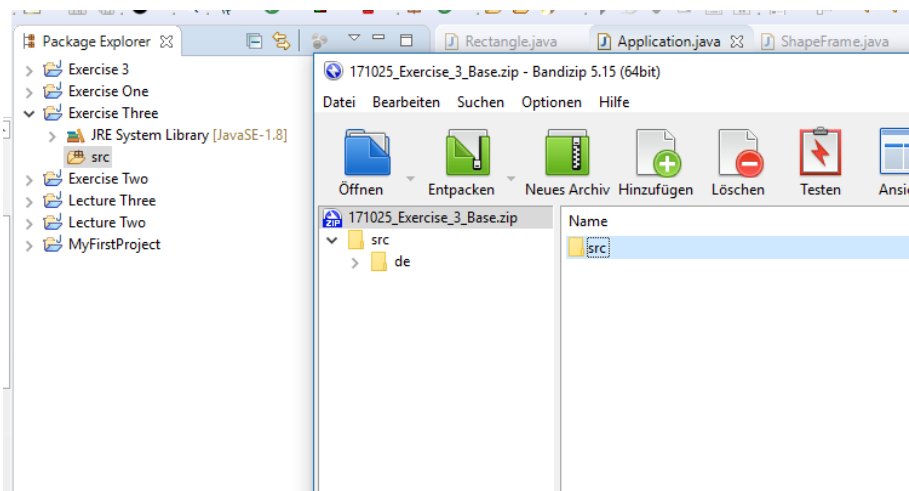 Package Explorer
Rectangle.java
Application.java
ShapeFrame.java
Exercise 3
Exercise One
Exercise Three
JRE System Library [JavaSE-1.8]
src
Exercise Two
Lecture Three
Lecture Two
MyFirstProject
171025_Exercise_3_Base.zip - Bandizip 5.15 (64bit)
Datei Bearbeiten Suchen Optionen Hilfe
Öffnen Entpacken Neues Archiv Hinzufügen Löschen Testen
171025_Exercise_3_Base.zip
src
de
Name
src